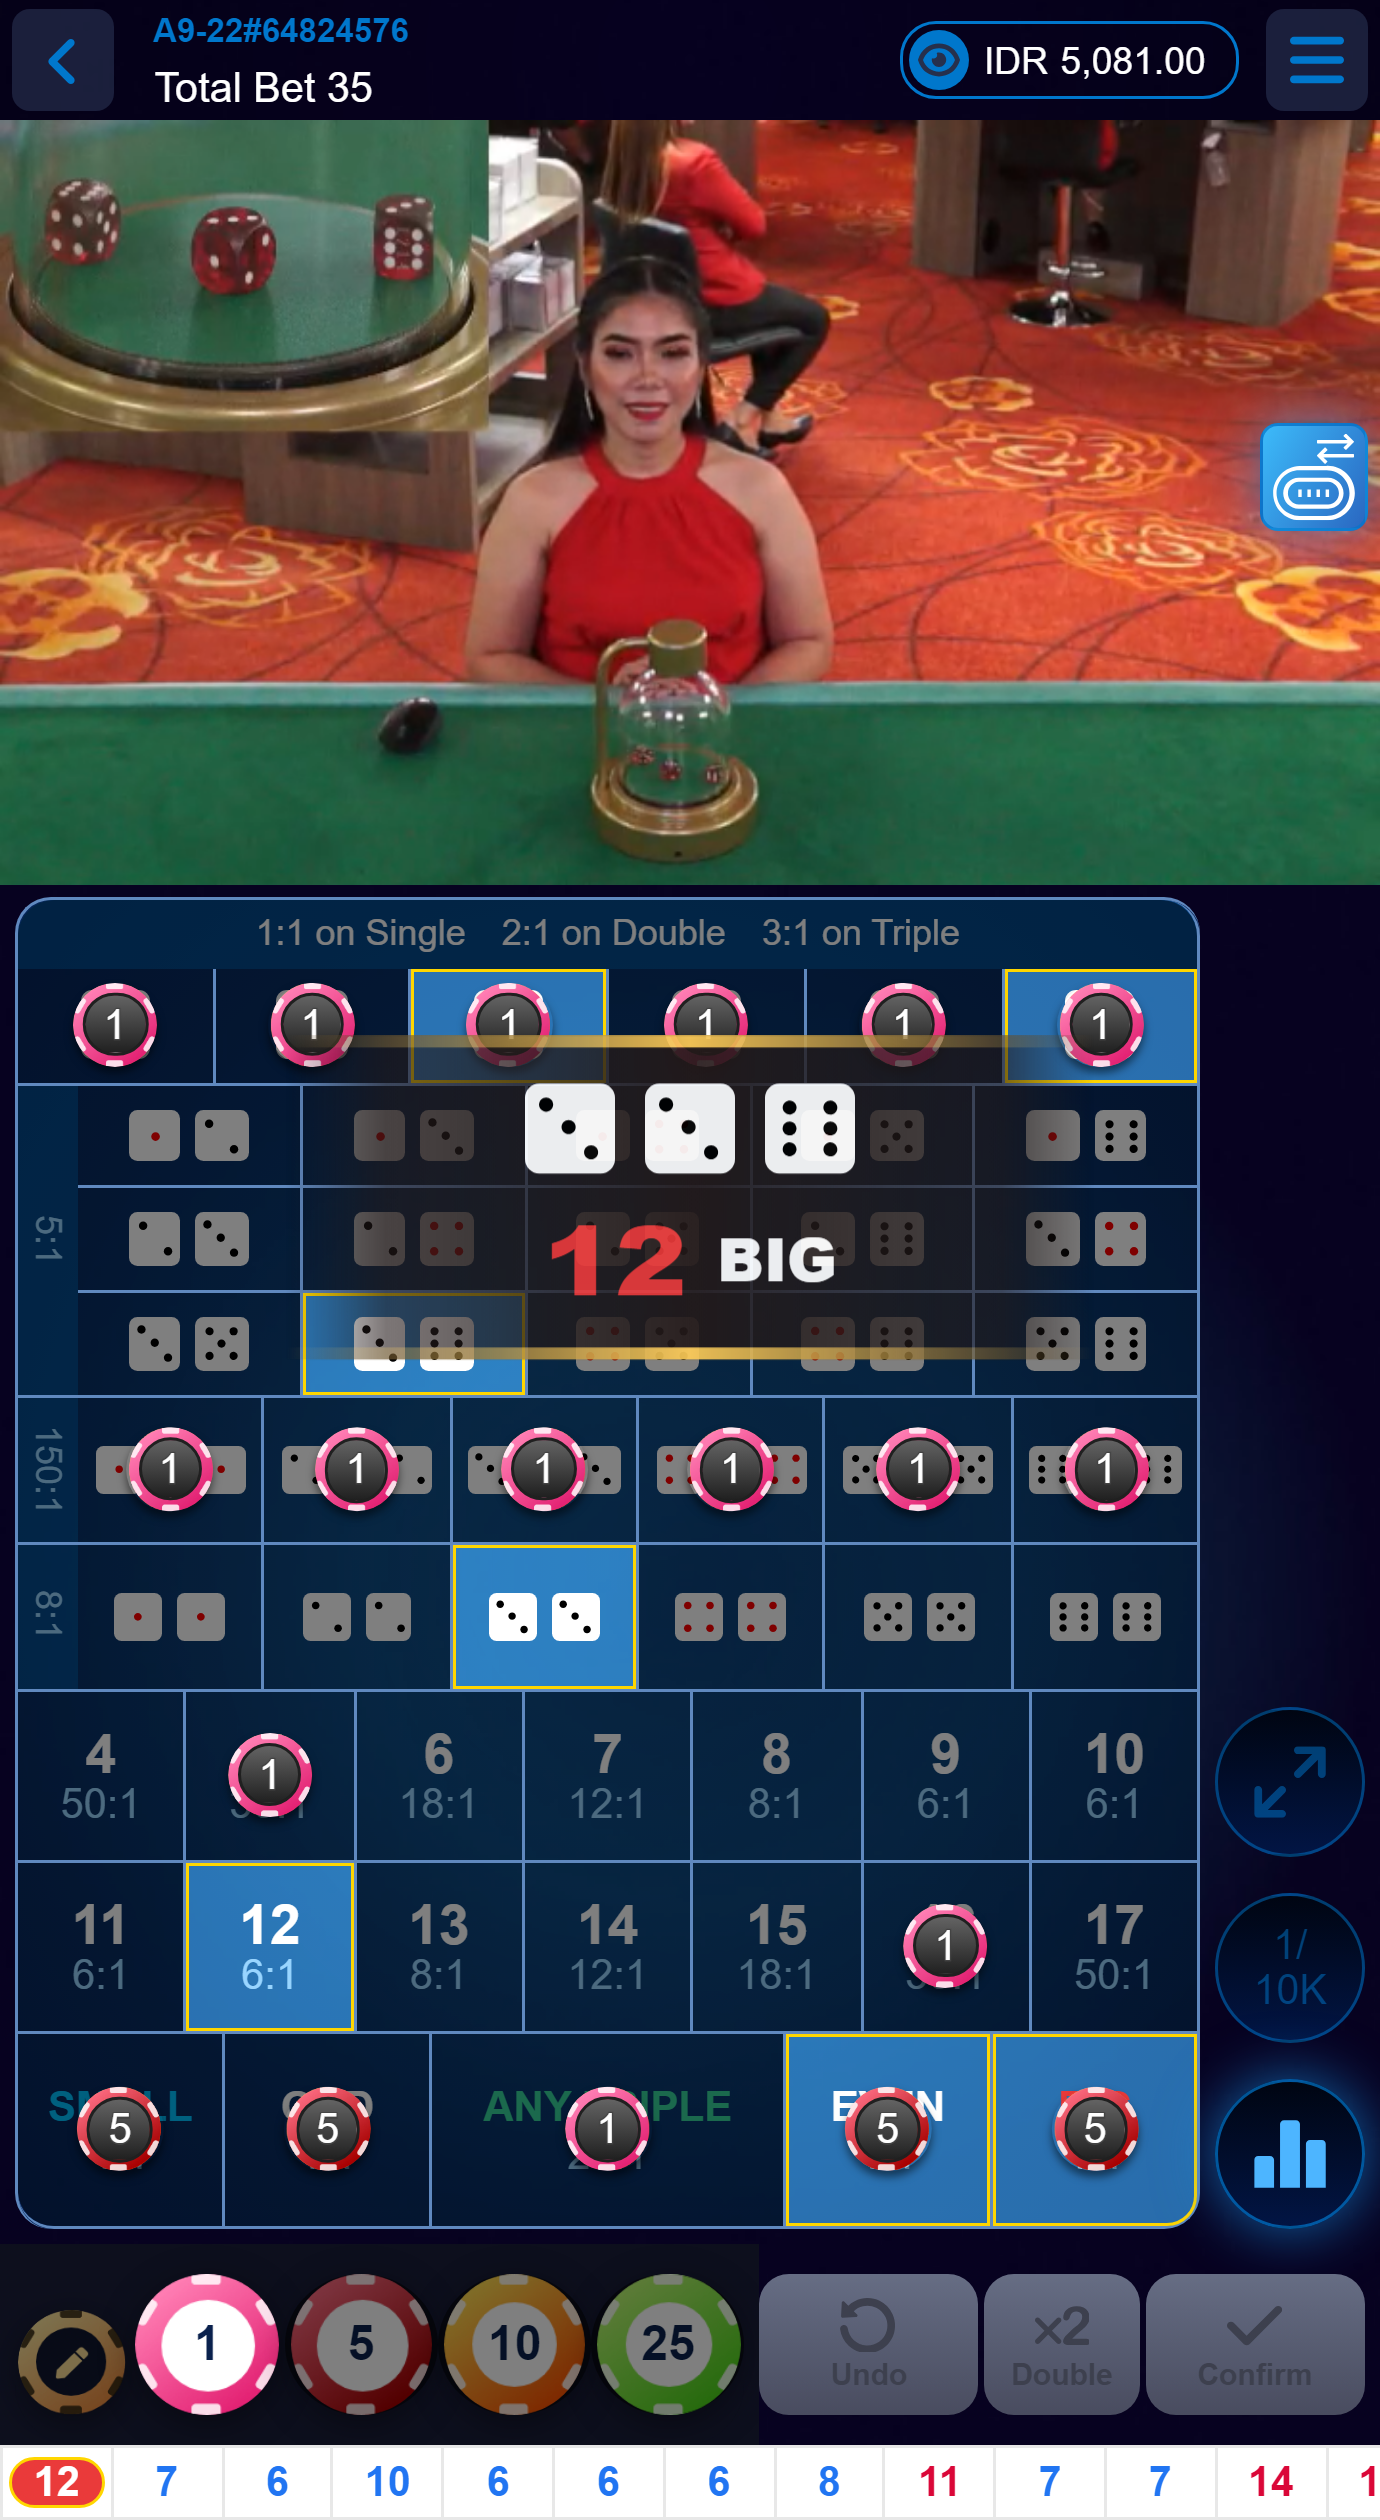 A9-22#64824576
Total Bet 35
IDR 5,081.00
1:1 on Single 2:1 on Double 3:1 on Triple
1 1 1 1 1 1
12 BIG
5:1
150:1
1 1 1 1 1 1
8:1
4 1 6 7 8 9 10
50:1 18:1 12:1 8:1 6:1 6:1
11 12 13 14 15 1 17
6:1 6:1 8:1 12:1 18:1 50:1
1/
10K
ANY
5 5 1 5 5
1 5 10 25
Undo Double Confirm
x2
12 7 6 10 6 6 6 8 11 7 7 14